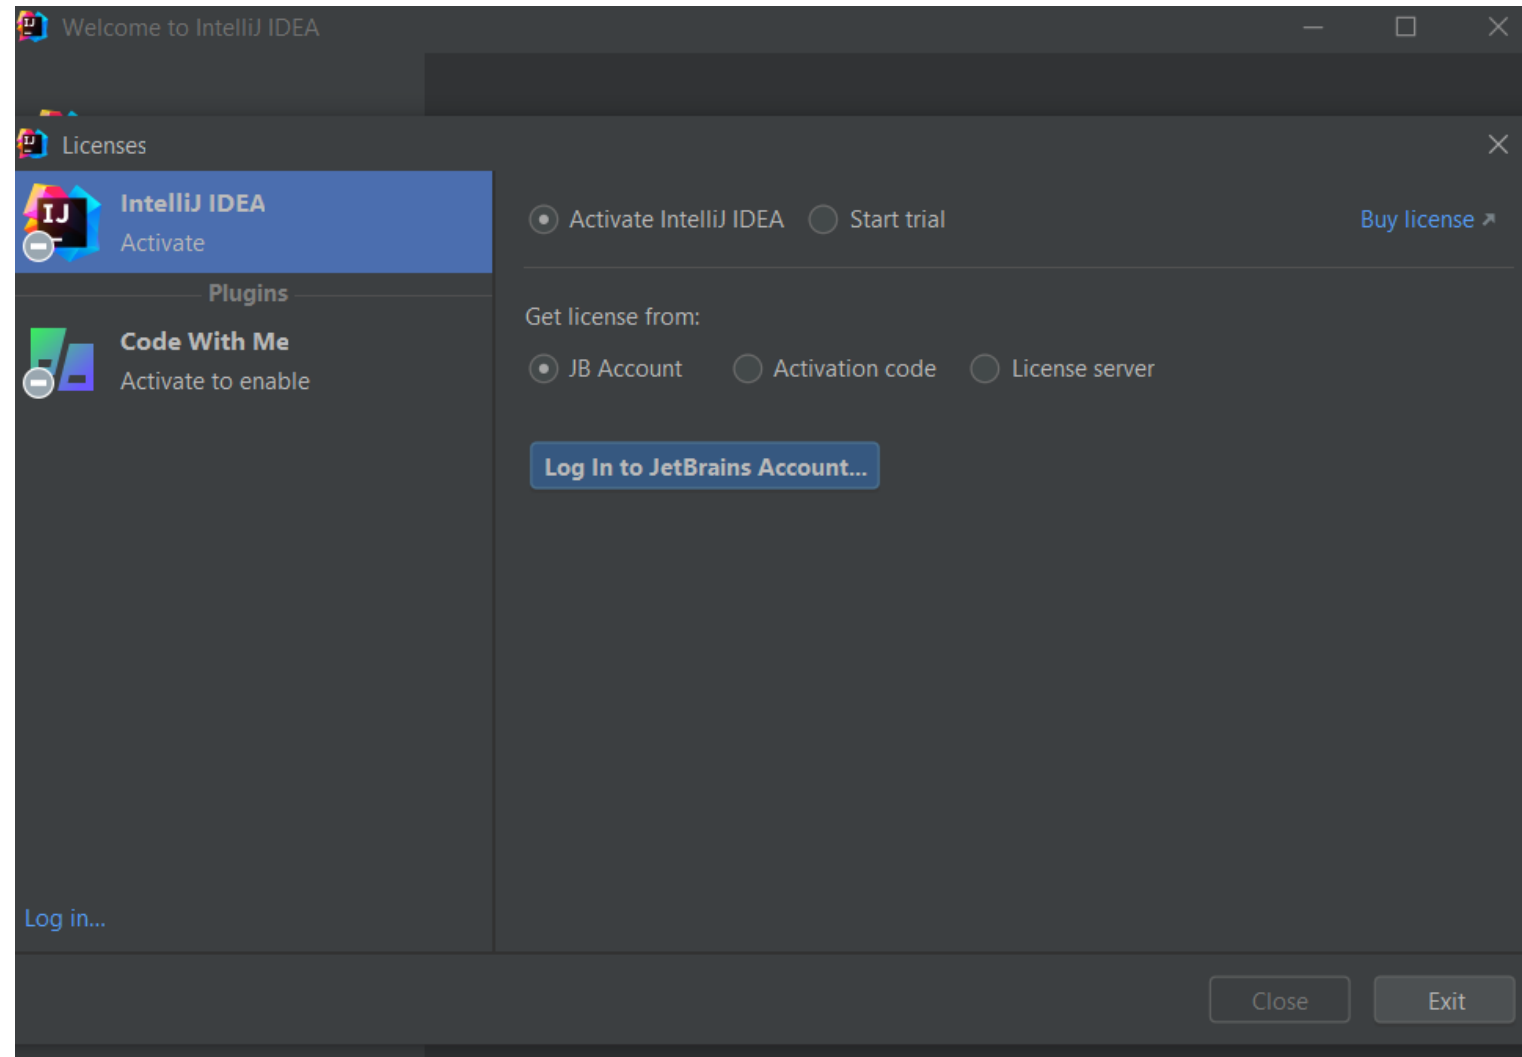 Welcome to IntelliJ IDEA
Licenses
IJ
IntelliJ IDEA
Activate
Plugins
Code With Me
Activate to enable
Log in...
Activate IntelliJ IDEA Start trial Buy license
Get license from:
JB Account Activation code License server
Log In to JetBrains Account...
Close Exit